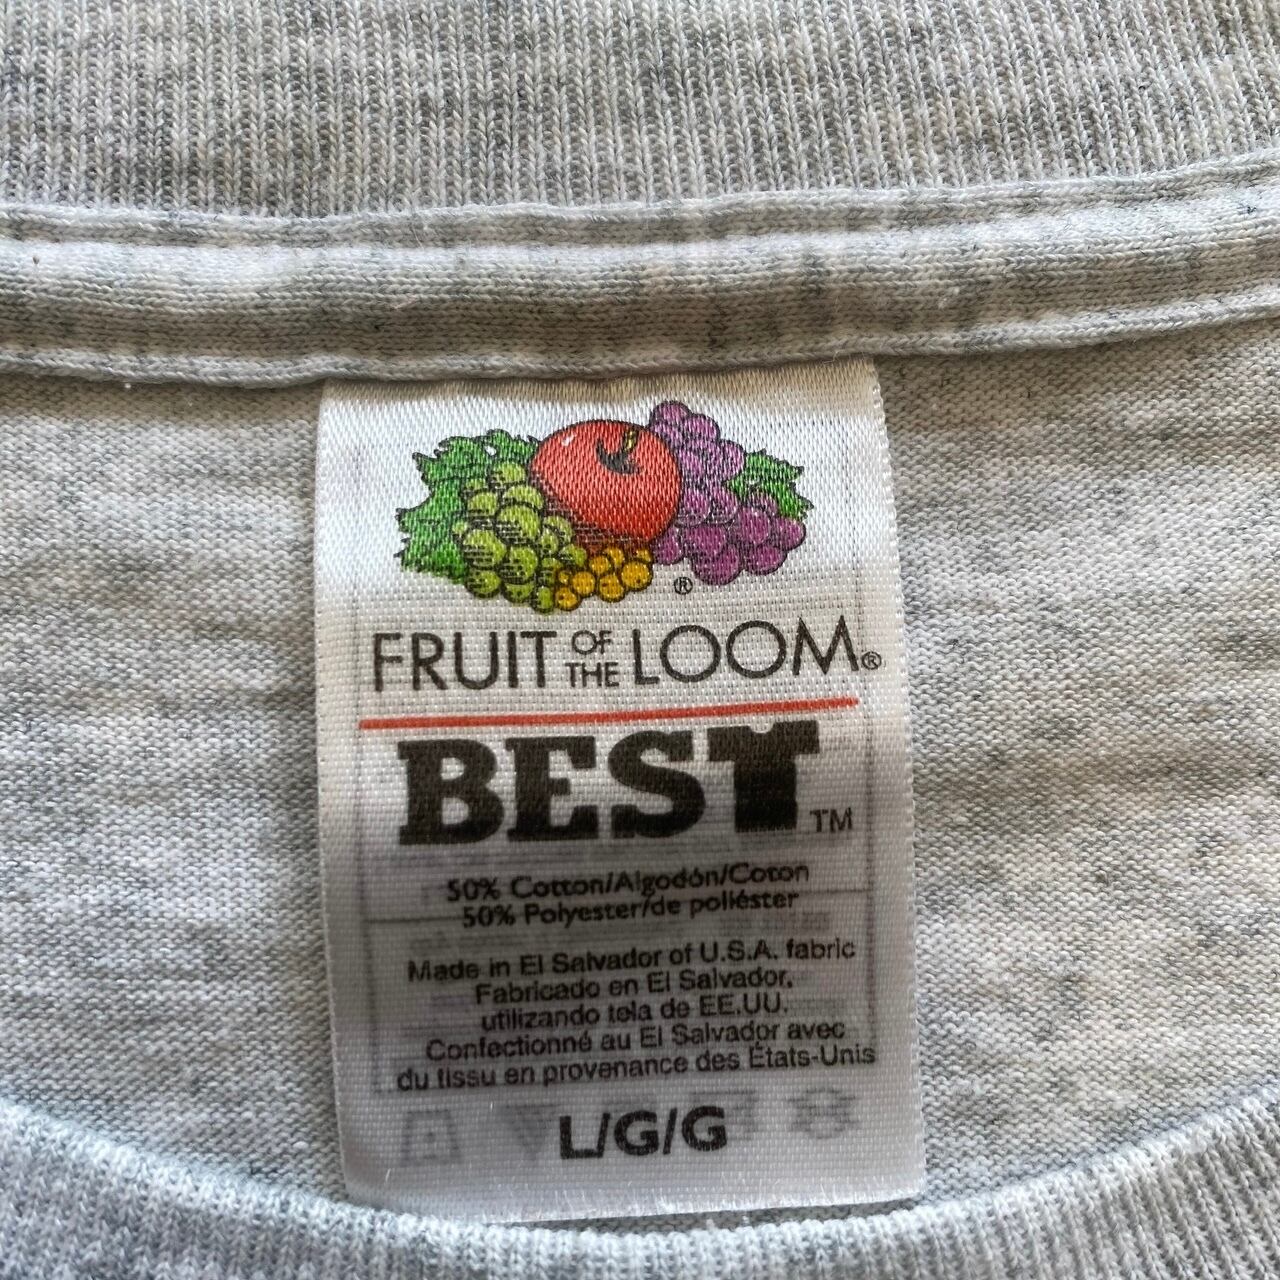 ®
FRUIT OF THE LOOM®
BEST™
50% Cotton/Algodón/Coton
50% Polyester/de poliéster
Made in El Salvador of U.S.A. fabric
Fabricado en El Salvador,
utilizando tela de EE.UU.
Confectionné au El Salvador avec
du tissu en provenance des États-Unis
L/G/G